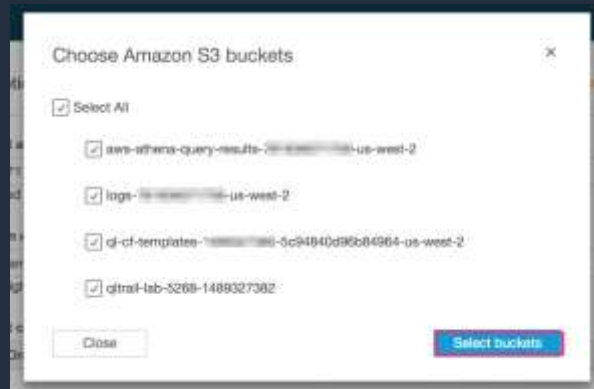 Choose Amazon S3 buckets
×
Select All
aws-athena-query-results- -us-west-2
logs- -us-west-2
ql-cf-templates- -5c94840d96b84964-us-west-2
qltrail-lab-5268-1489327382
Close
Select buckets